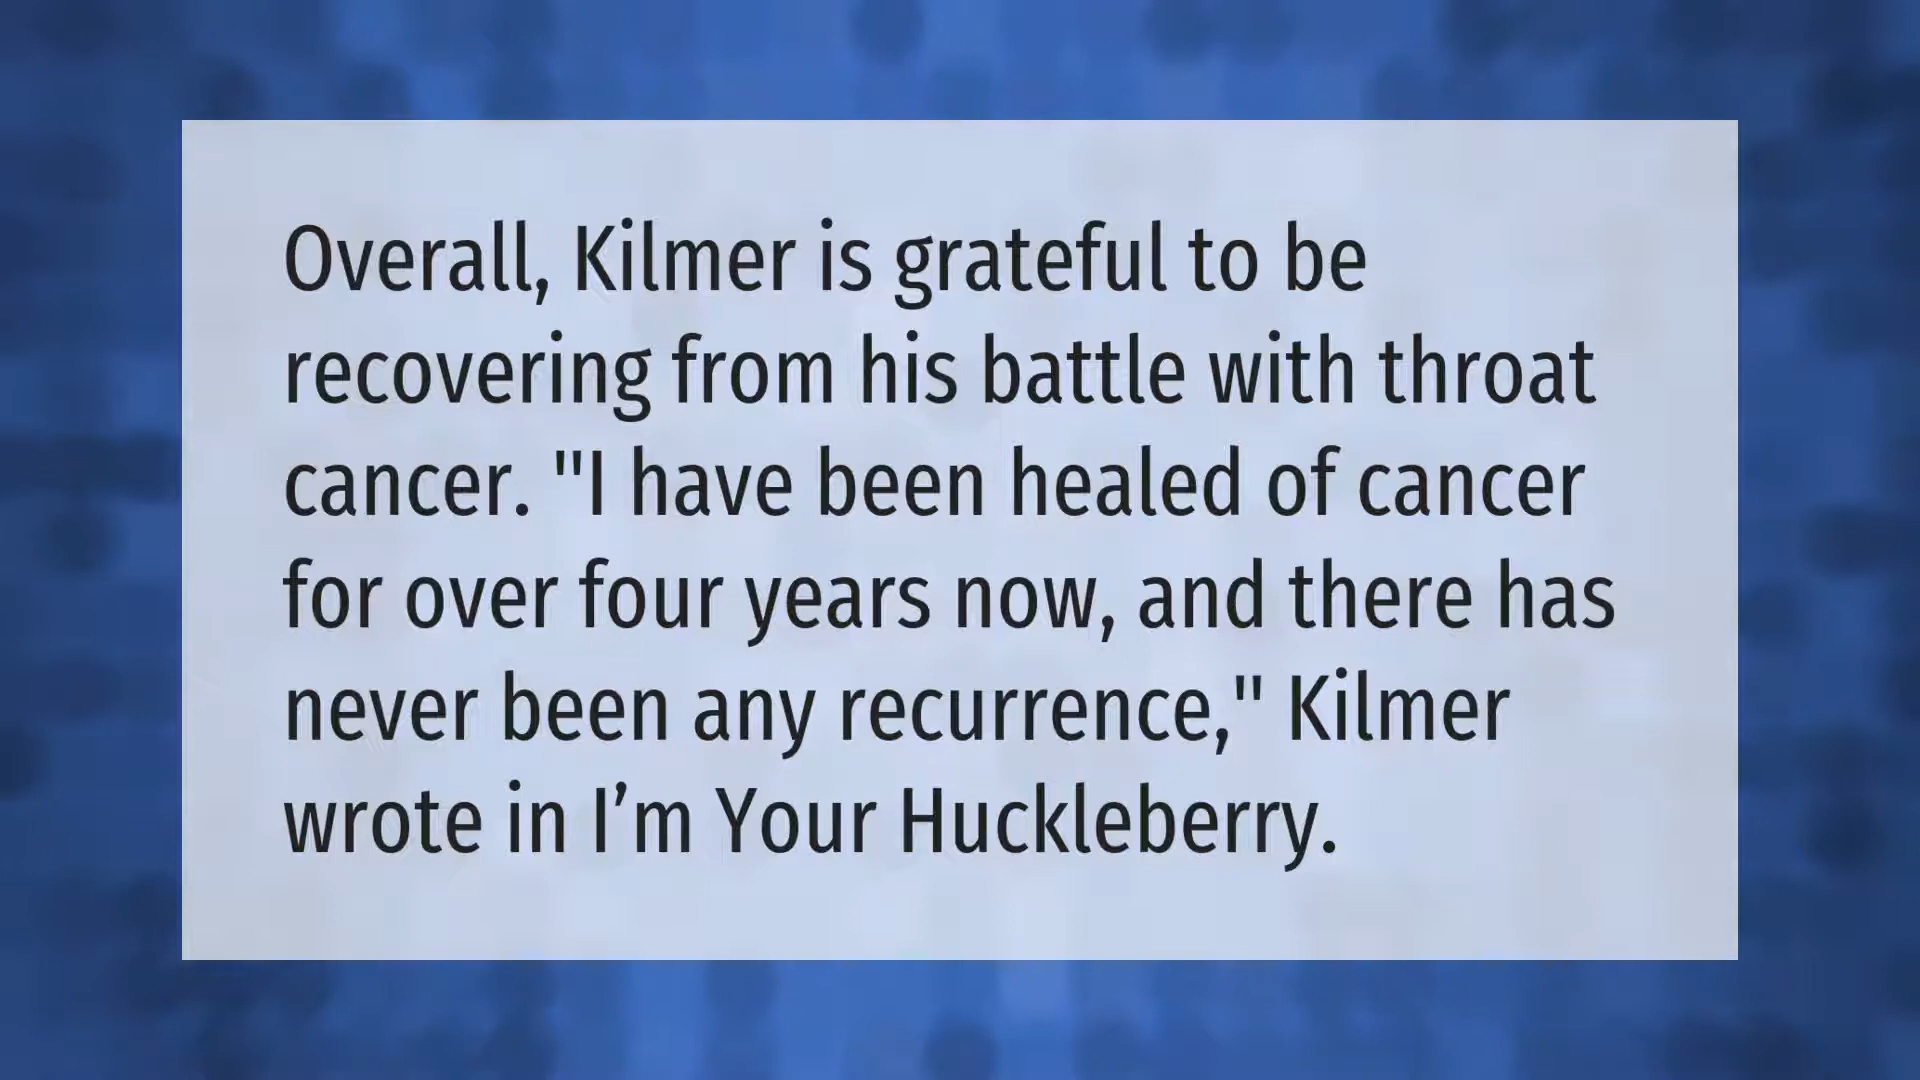 Overall, Kilmer is grateful to be
recovering from his battle with throat
cancer. "I have been healed of cancer
for over four years now, and there has
never been any recurrence," Kilmer
wrote in I’m Your Huckleberry.